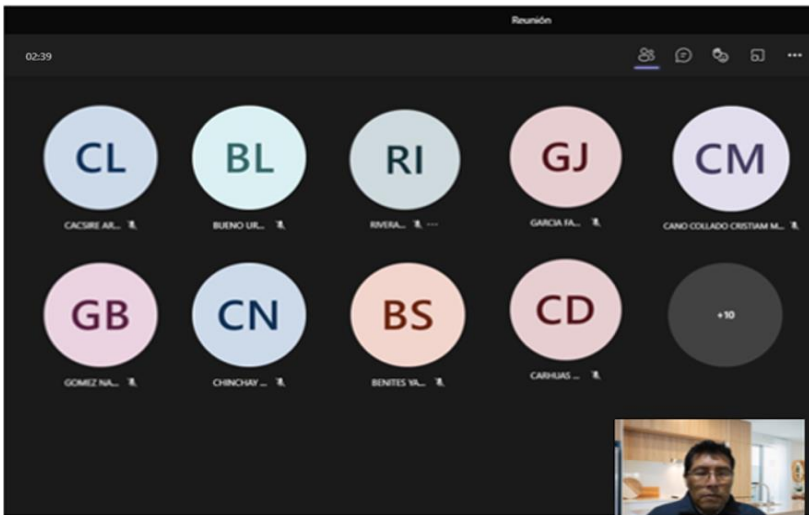 Reunión
02:39
CL BL RI GJ CM
CACSIRE AR... BUENO UR... RIVERA... GARCIA FA... CANO COLLADO CRISTIAM M...
GB CN BS CD +10
GOMEZ NA... CHINCHAY ... BENITES YA... CARHUAS ...